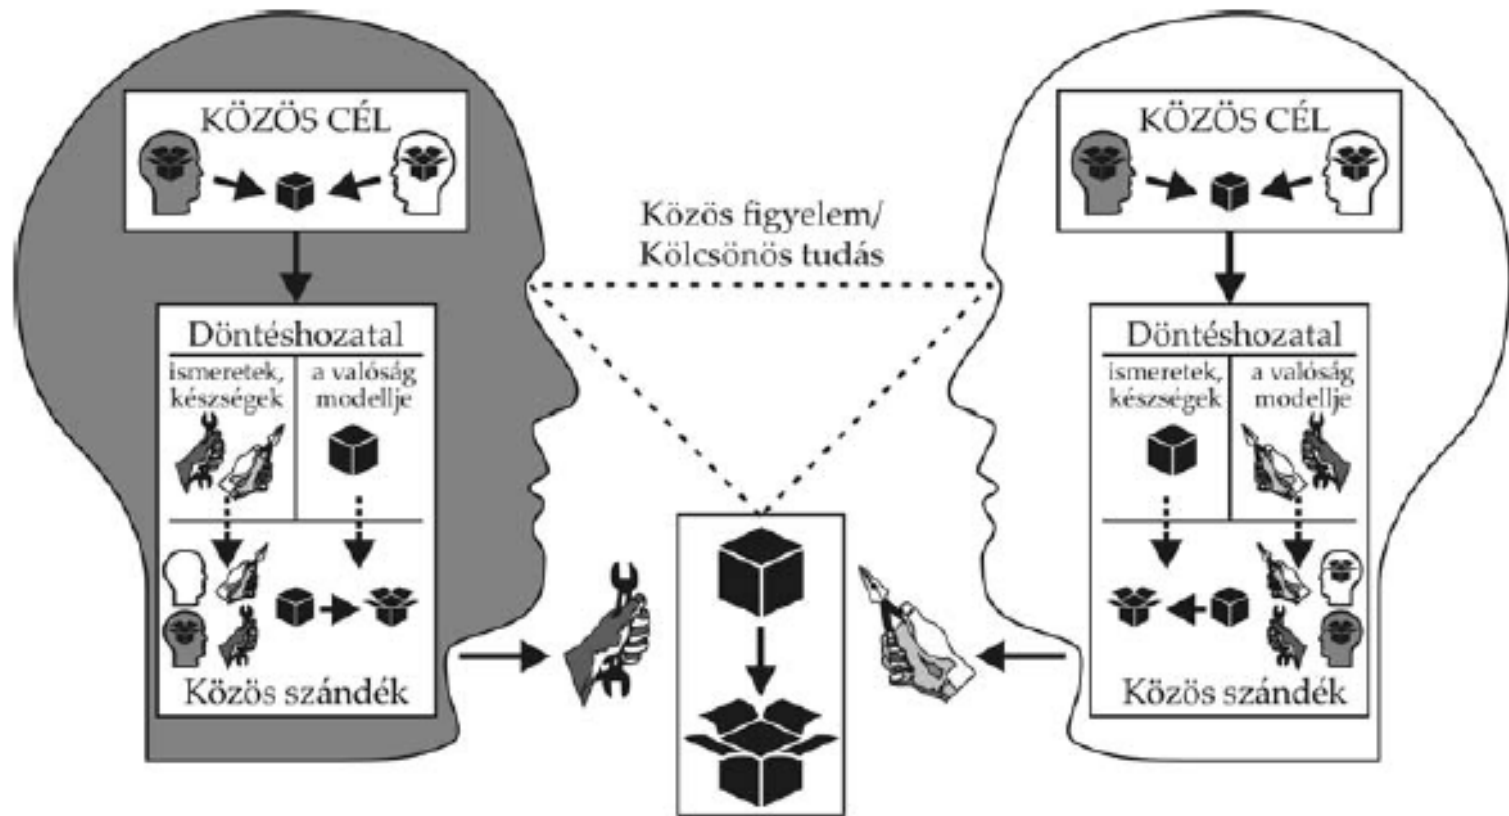 KÖZÖS CÉL
Döntéshozatal
ismeretek,
készségek
a valóság
modellje
Közös szándék
Közös figyelem/
Kölcsönös tudás
KÖZÖS CÉL
Döntéshozatal
ismeretek,
készségek
a valóság
modellje
Közös szándék